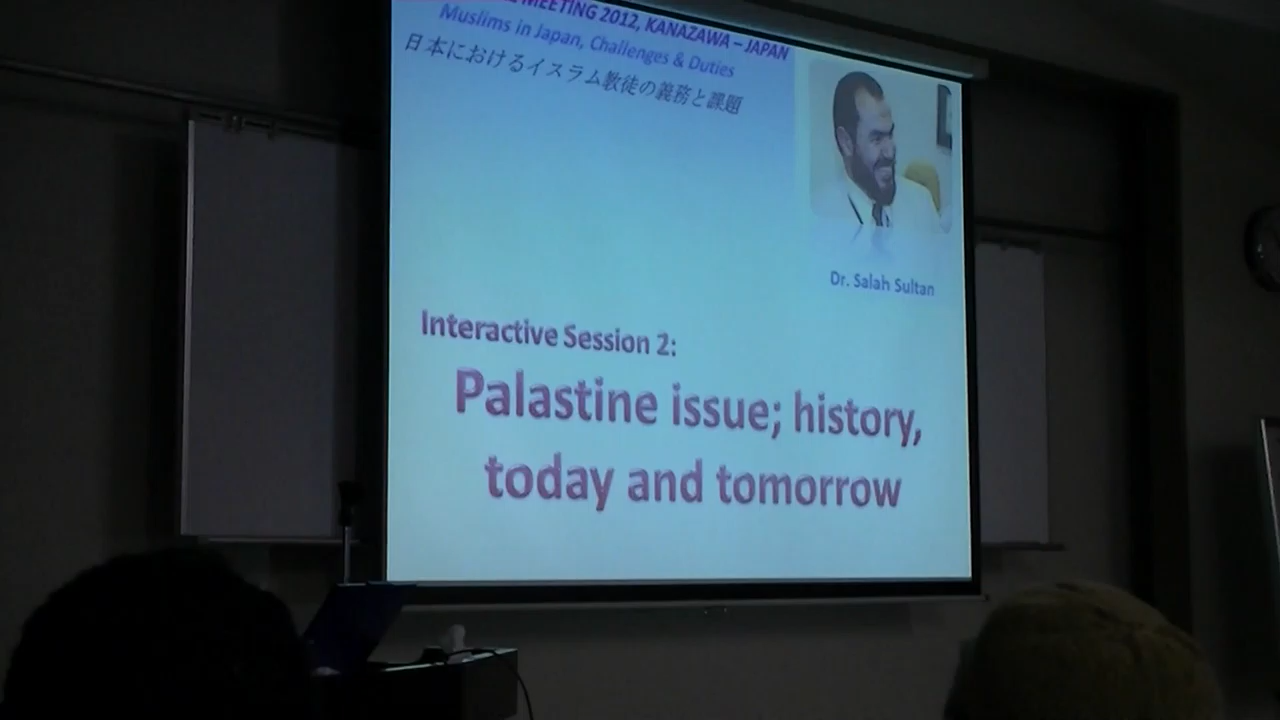 MEETING 2012, KANAZAWA – JAPAN
Muslims in Japan, Challenges & Duties
日本におけるイスラム教徒の義務と課題
Dr. Salah Sultan
Interactive Session 2:
Palastine issue; history,
today and tomorrow